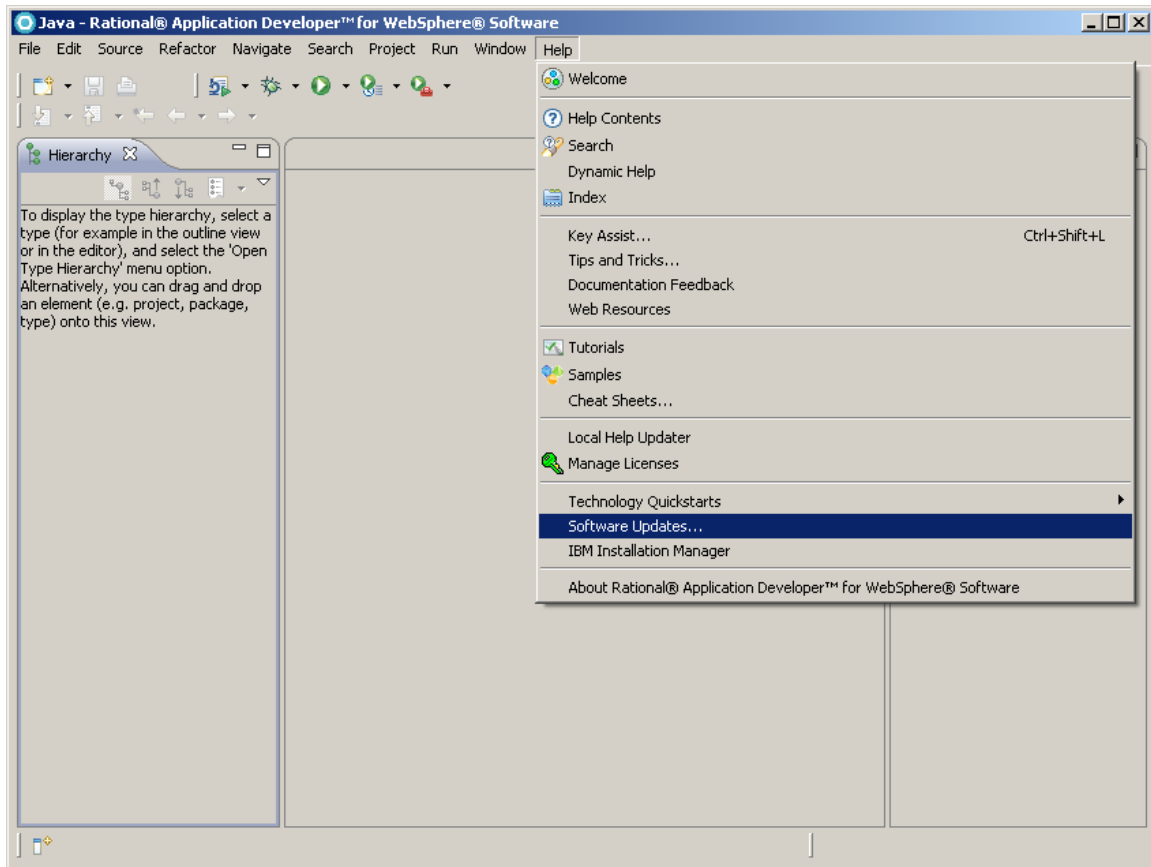 Java - Rational® Application Developer™ for WebSphere® Software
File Edit Source Refactor Navigate Search Project Run Window Help
Hierarchy
To display the type hierarchy, select a
type (for example in the outline view
or in the editor), and select the 'Open
Type Hierarchy' menu option.
Alternatively, you can drag and drop
an element (e.g. project, package,
type) onto this view.
Welcome
Help Contents
Search
Dynamic Help
Index
Key Assist... Ctrl+Shift+L
Tips and Tricks...
Documentation Feedback
Web Resources
Tutorials
Samples
Cheat Sheets...
Local Help Updater
Manage Licenses
Technology Quickstarts
Software Updates...
IBM Installation Manager
About Rational® Application Developer™ for WebSphere® Software